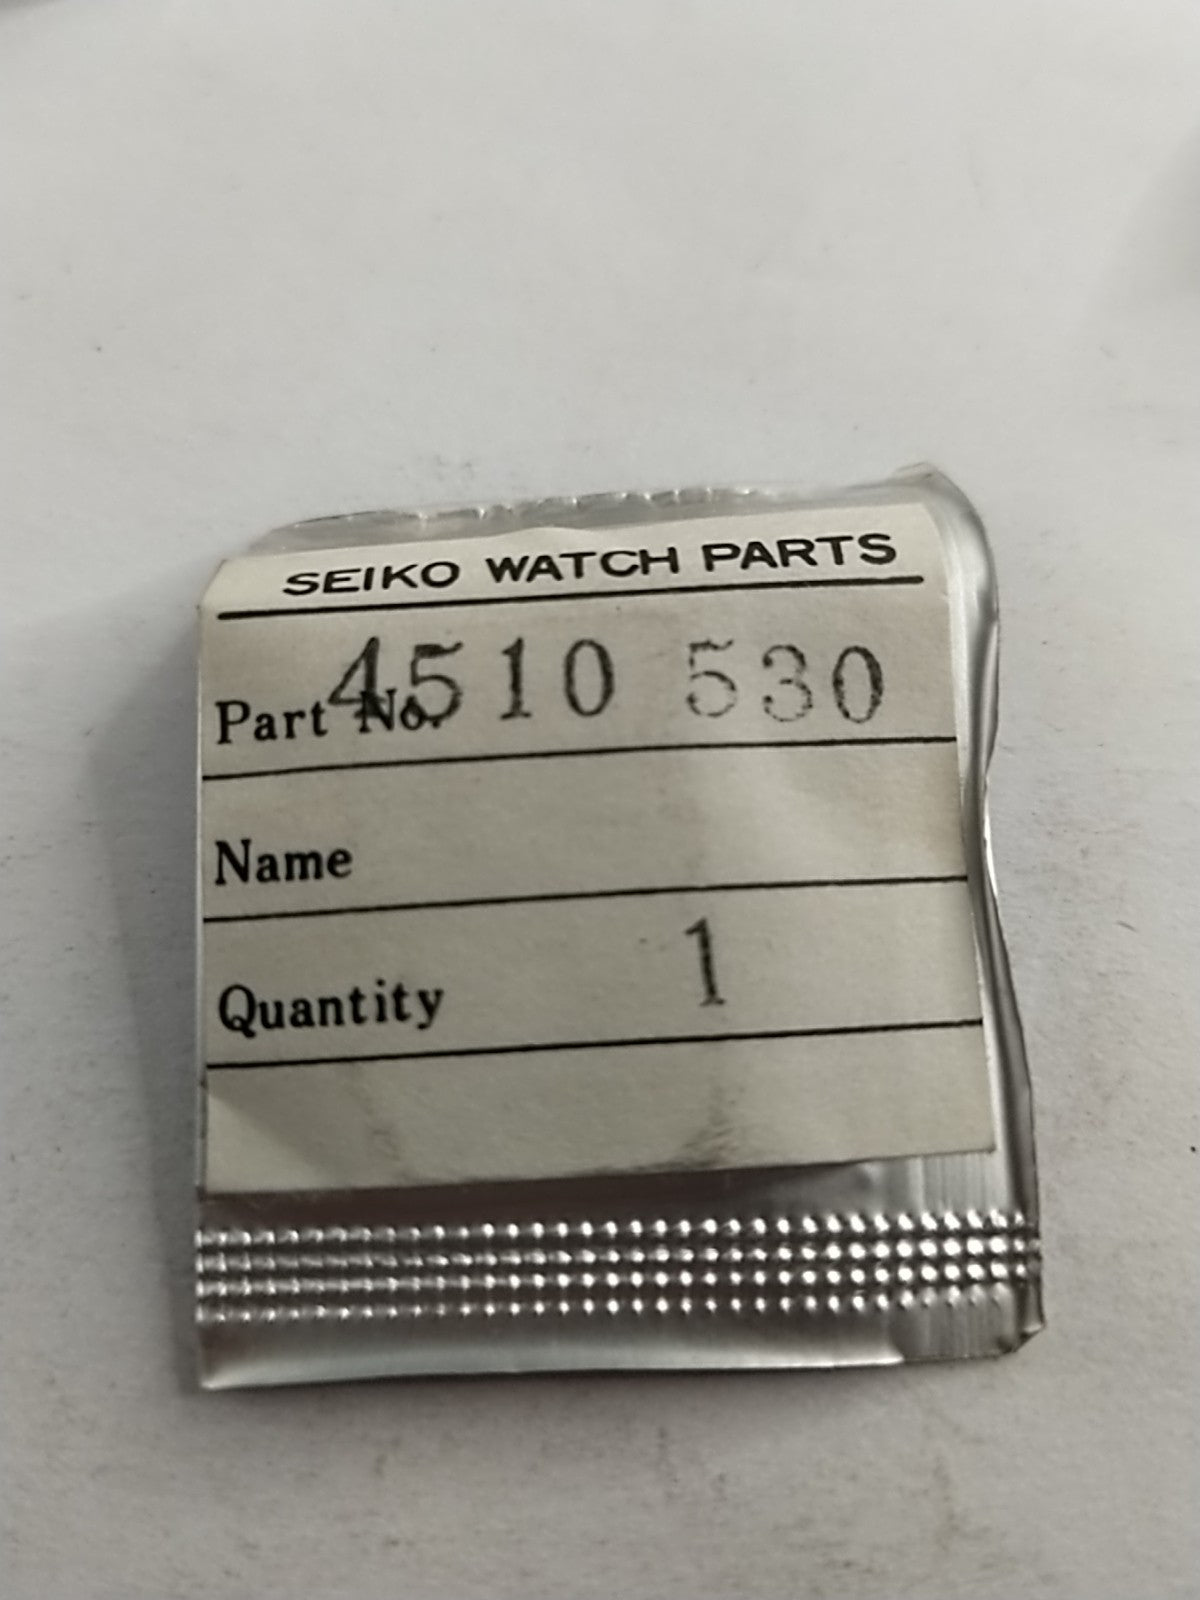 SEIKO WATCH PARTS
Part No. 4510 530
Name
Quantity 1